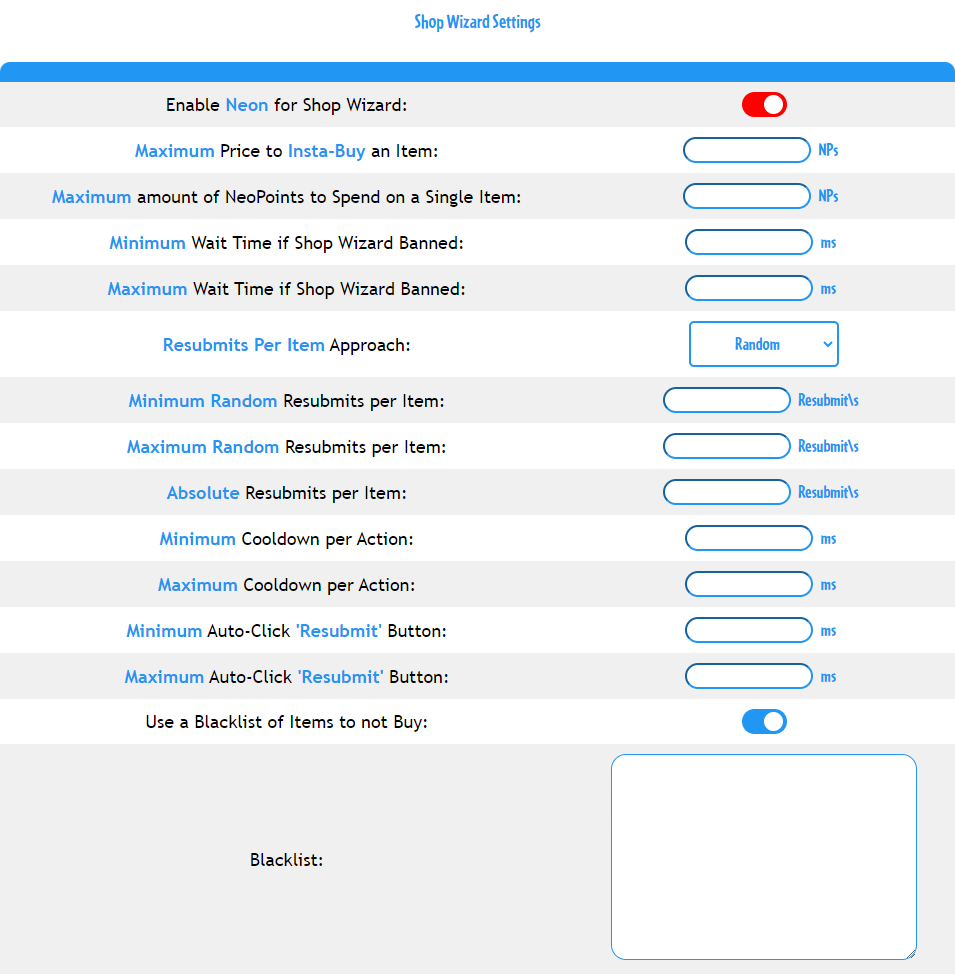 Shop Wizard Settings
Enable Neon for Shop Wizard:
Maximum Price to Insta-Buy an Item: NPs
Maximum amount of NeoPoints to Spend on a Single Item: NPs
Minimum Wait Time if Shop Wizard Banned: ms
Maximum Wait Time if Shop Wizard Banned: ms
Resubmits Per Item Approach: Random
Minimum Random Resubmits per Item: Resubmit\s
Maximum Random Resubmits per Item: Resubmit\s
Absolute Resubmits per Item: Resubmit\s
Minimum Cooldown per Action: ms
Maximum Cooldown per Action: ms
Minimum Auto-Click 'Resubmit' Button: ms
Maximum Auto-Click 'Resubmit' Button: ms
Use a Blacklist of Items to not Buy:
Blacklist: